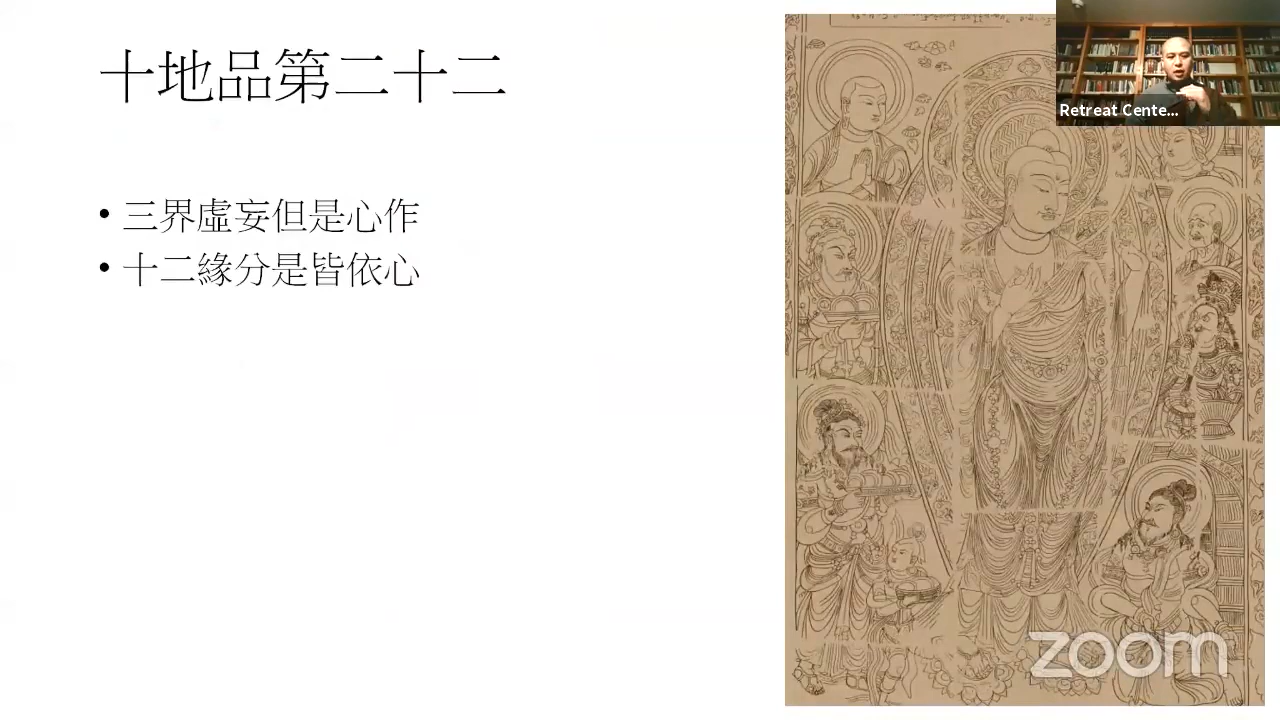 十地品第二十二
• 三界虛妄但是心作
• 十二緣分是皆依心
Retreat Cente...
zoom